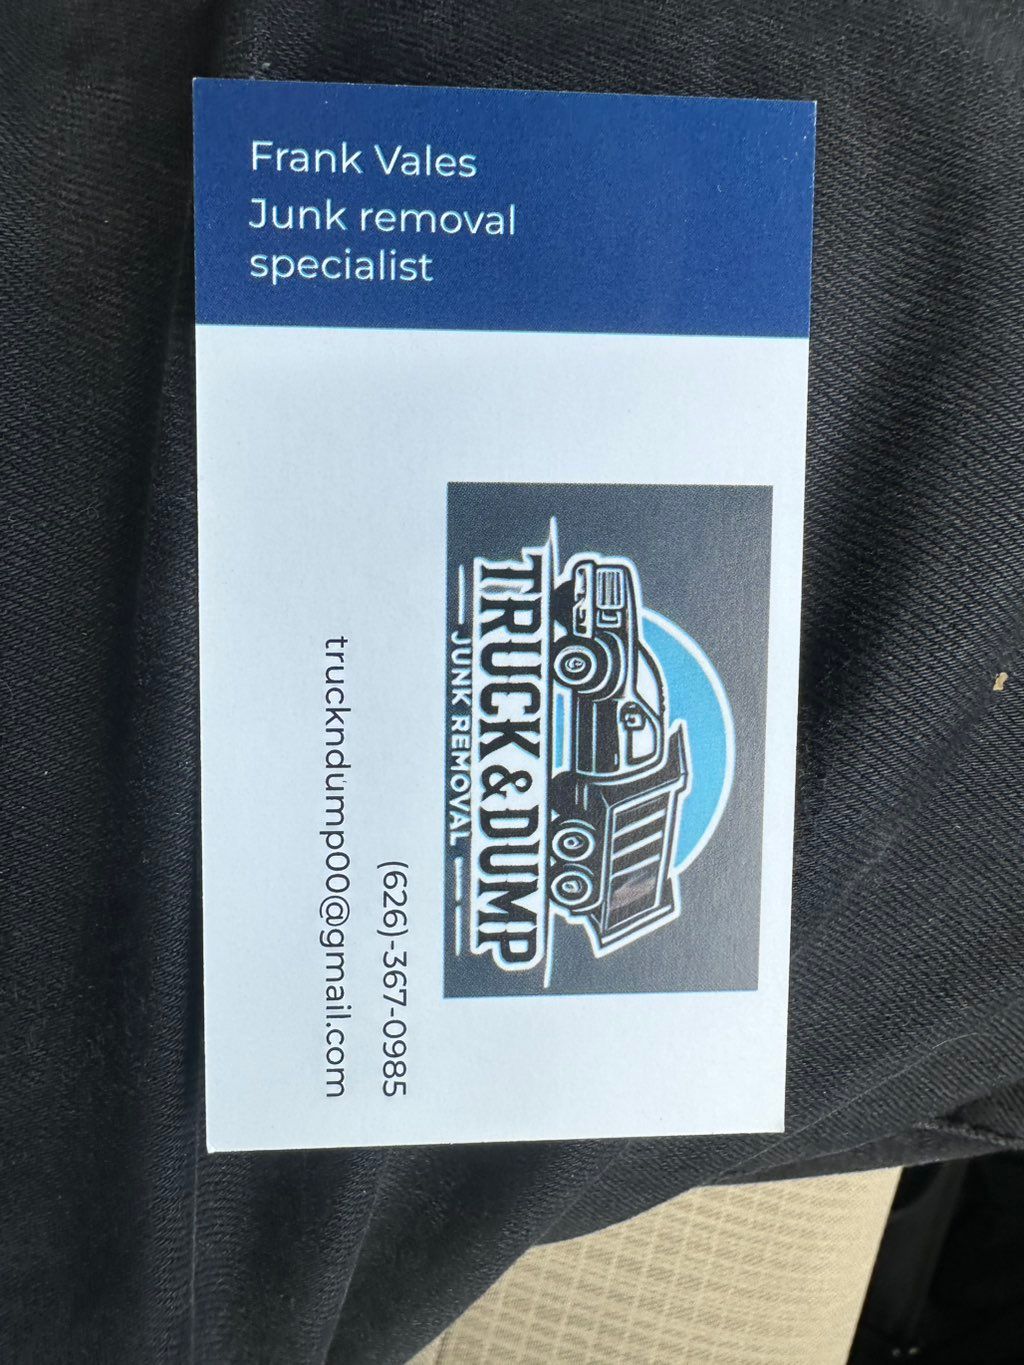 Frank Vales
Junk removal
specialist
TRUCK & DUMP
JUNK REMOVAL
(626)-367-0985
truckndump00@gmail.com